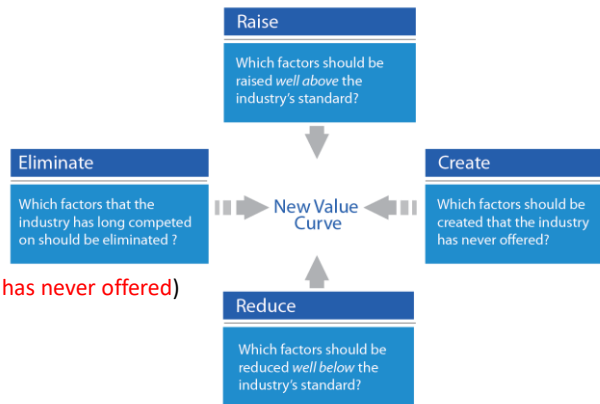 Raise
Which factors should be
raised well above the
industry's standard?
Eliminate
Which factors that the
industry has long competed
on should be eliminated ?
New Value
Curve
Create
Which factors should be
created that the industry
has never offered?
has never offered)
Reduce
Which factors should be
reduced well below the
industry's standard?